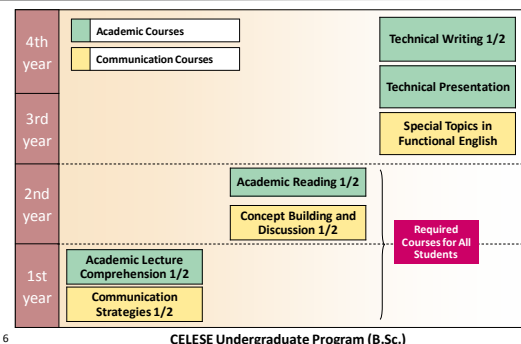 4th
year
Academic Courses
Communication Courses
Technical Writing 1/2
Technical Presentation
3rd
year
Special Topics in
Functional English
2nd
year
Academic Reading 1/2
Concept Building and
Discussion 1/2
Required
Courses for All
Students
1st
year
Academic Lecture
Comprehension 1/2
Communication
Strategies 1/2
6
CELESE Undergraduate Program (B.Sc.)